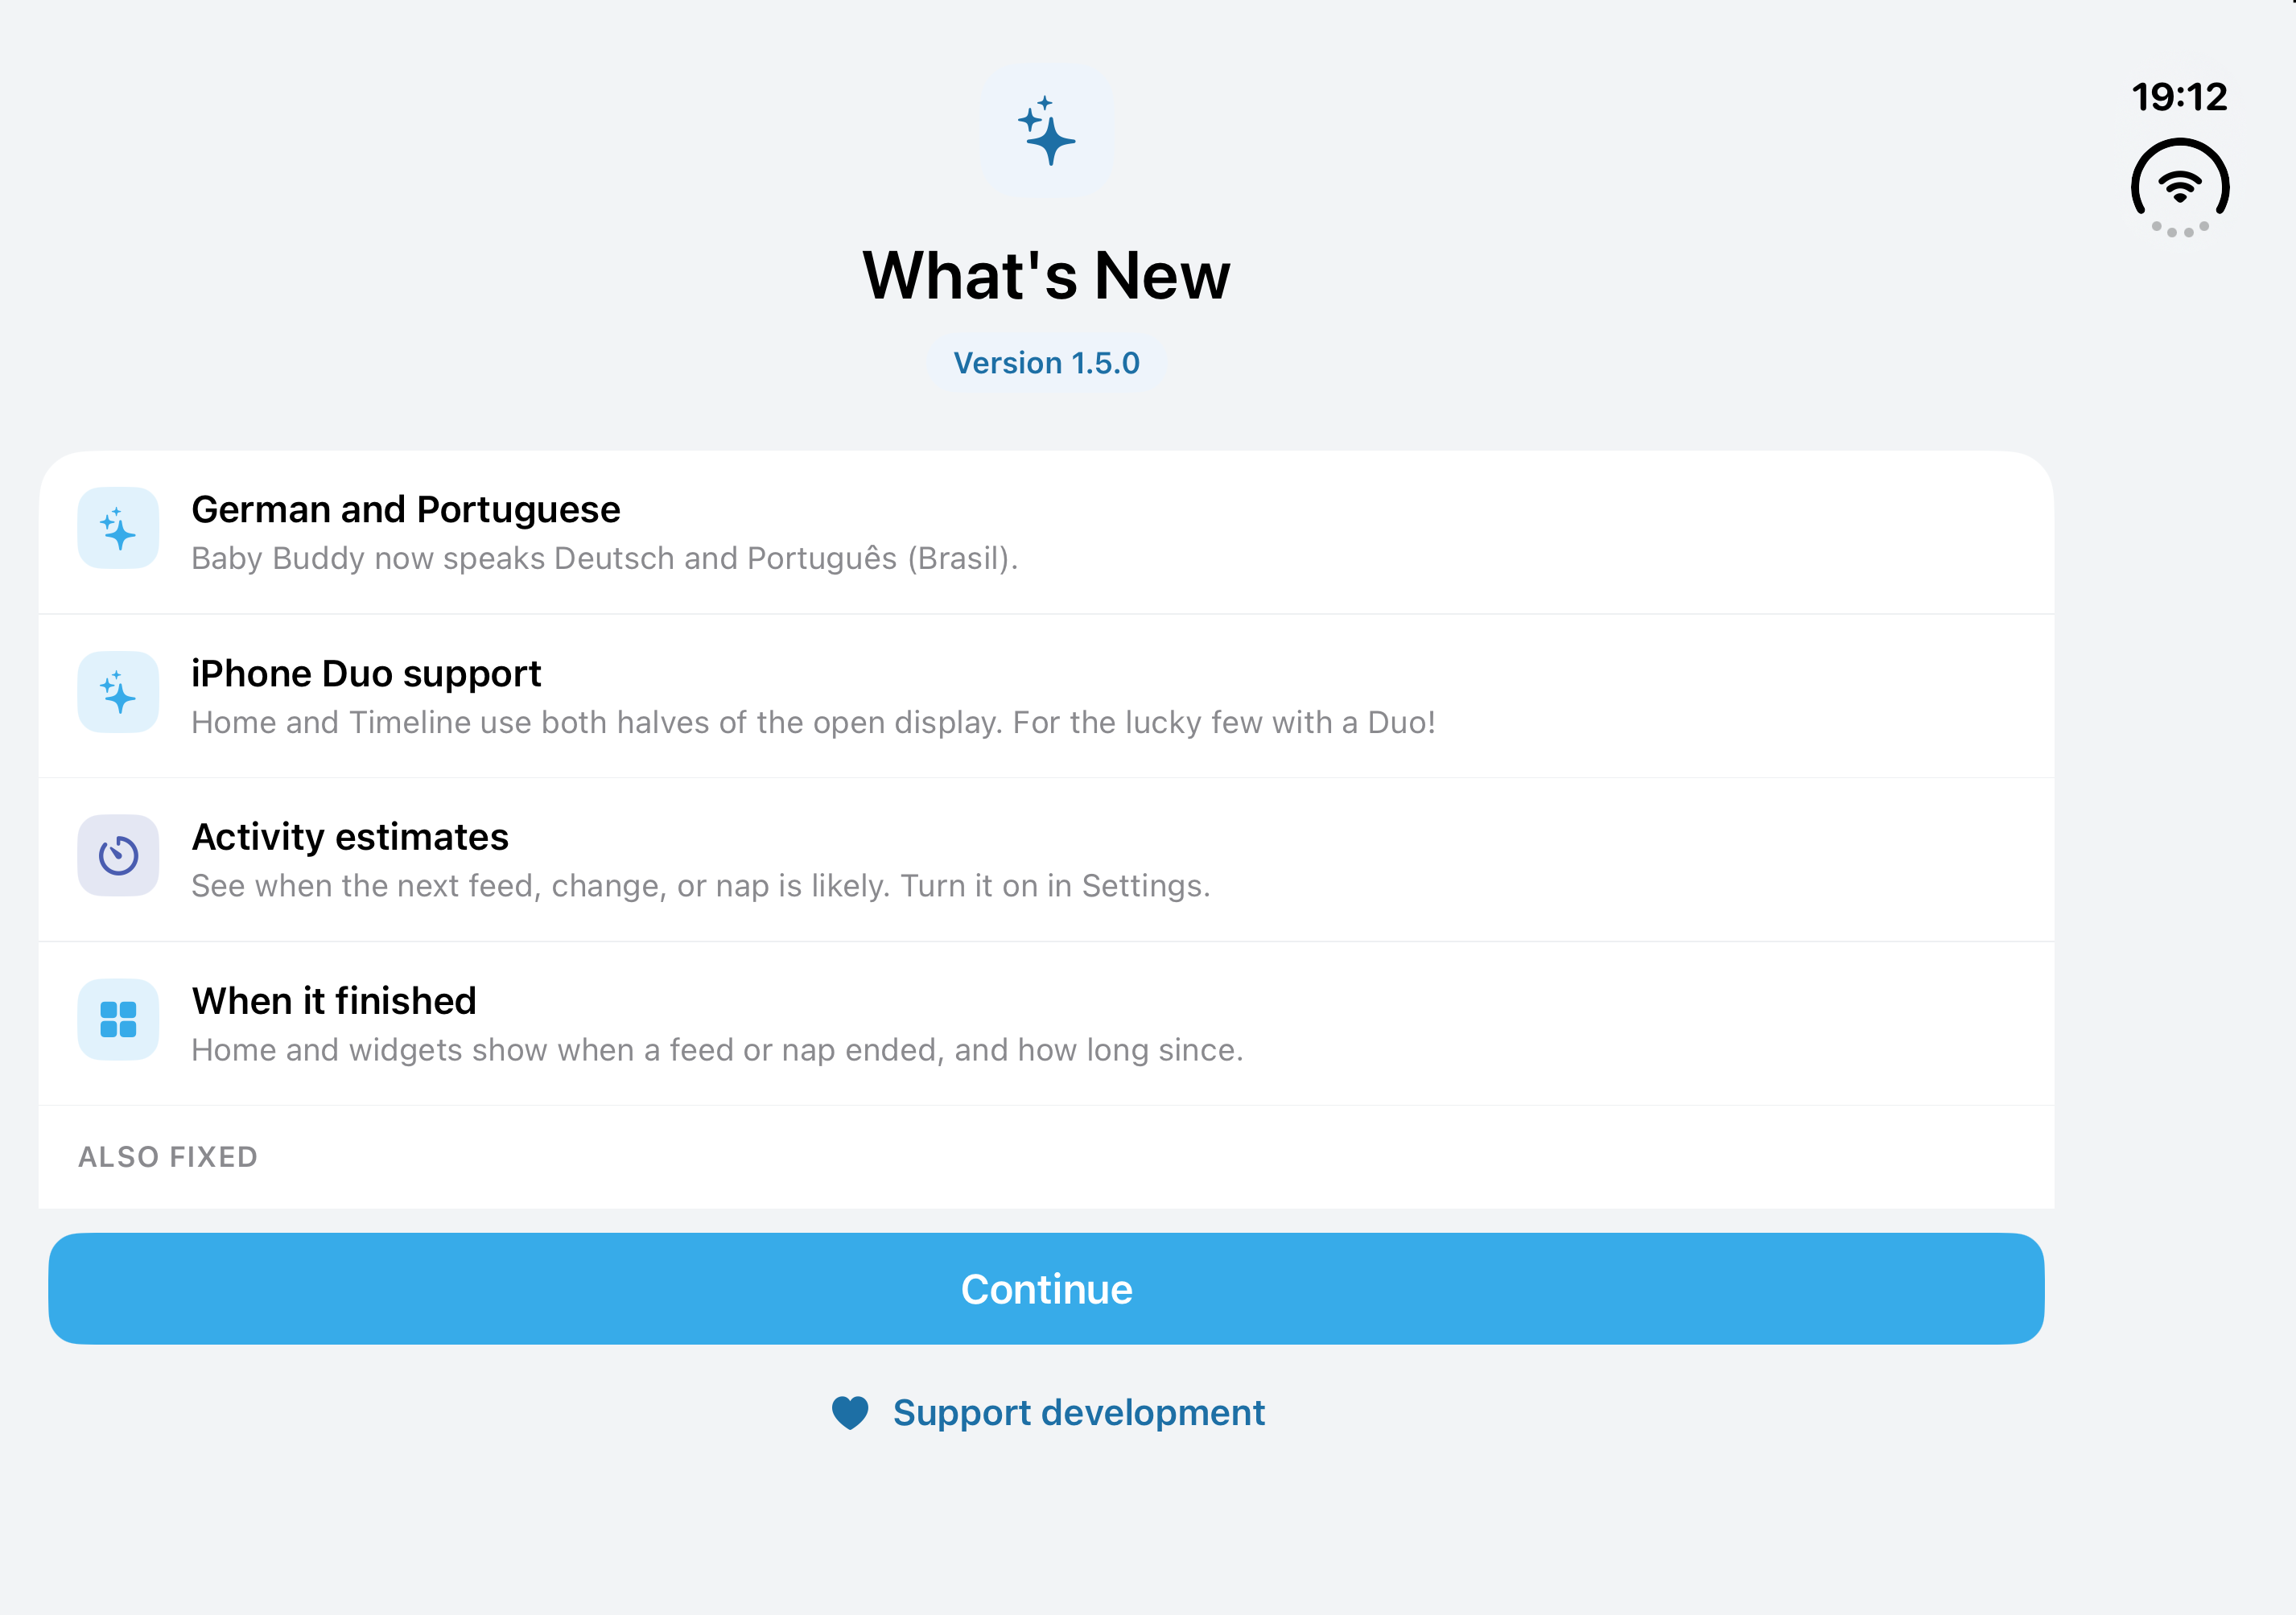 19:12
What's New
Version 1.5.0
German and Portuguese
Baby Buddy now speaks Deutsch and Português (Brasil).
iPhone Duo support
Home and Timeline use both halves of the open display. For the lucky few with a Duo!
Activity estimates
See when the next feed, change, or nap is likely. Turn it on in Settings.
When it finished
Home and widgets show when a feed or nap ended, and how long since.
ALSO FIXED
Continue
Support development